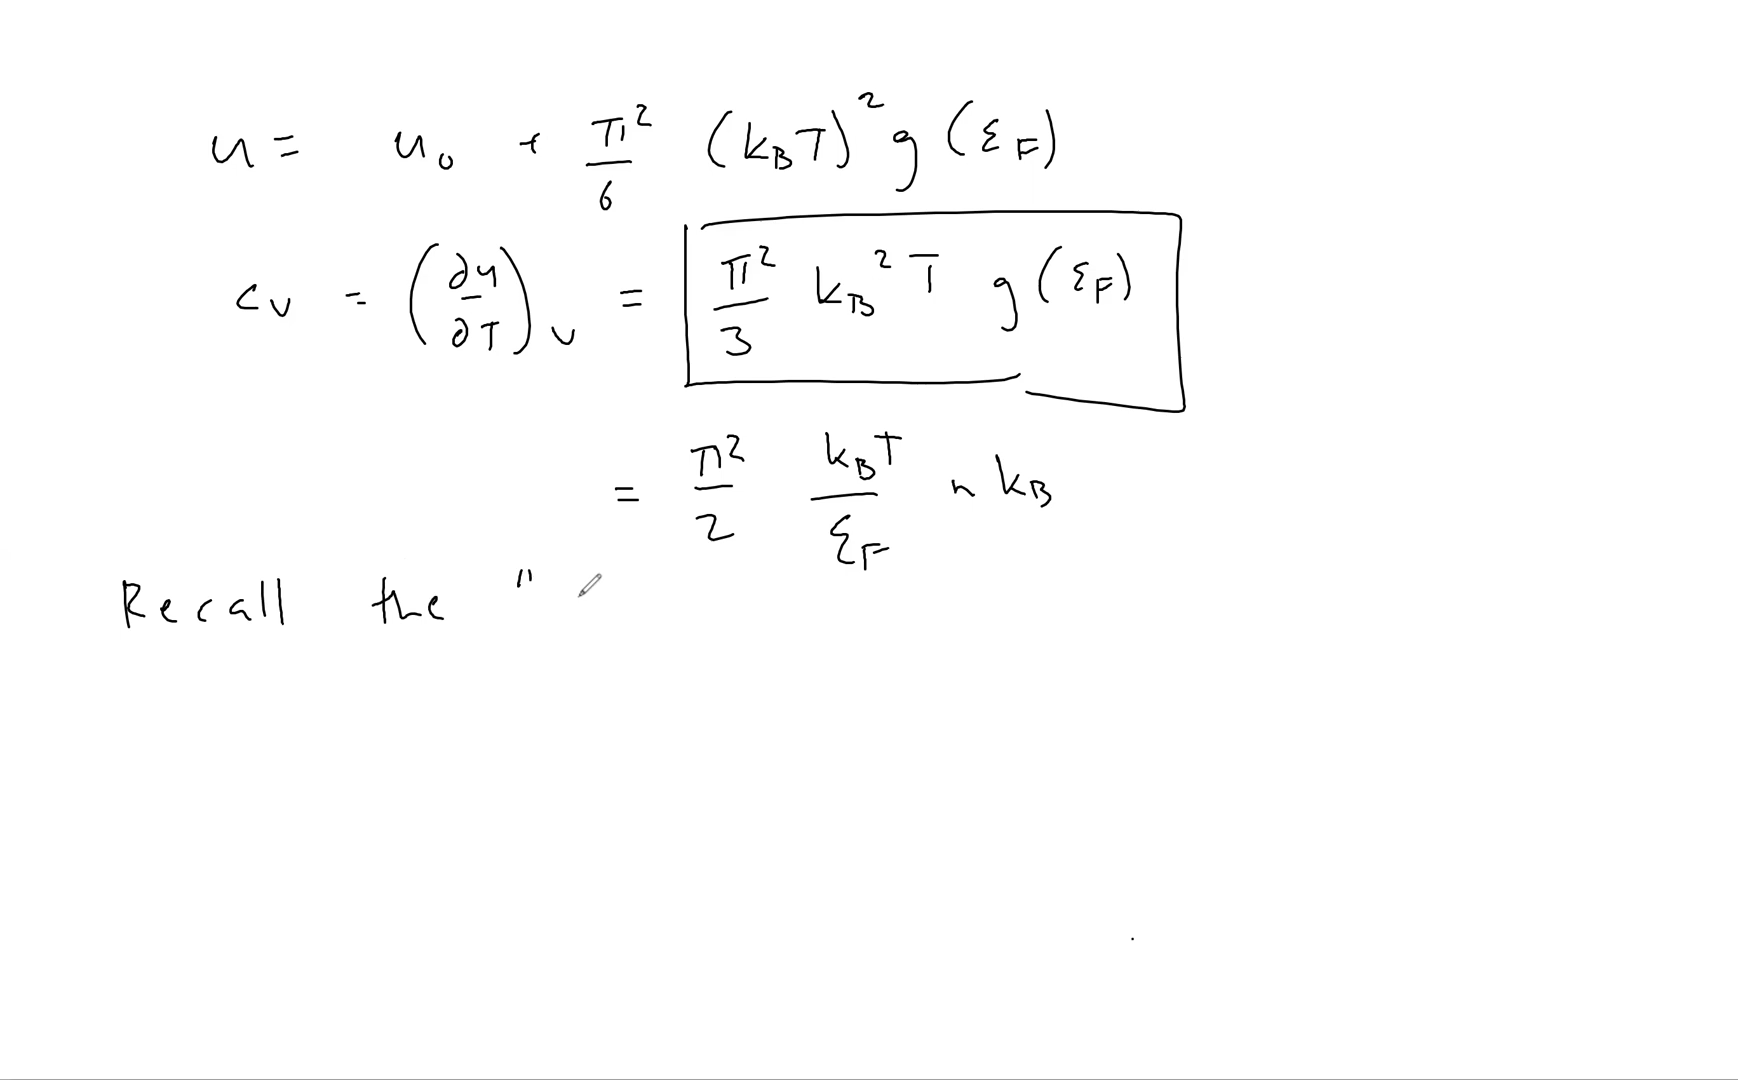 u = u₀ + π²/6 (k_B T)² g(ε_F)
c_v = (∂u/∂T)_v = π²/3 k_B² T g(ε_F)
= π²/2 k_B T/ε_F n k_B
Recall the "